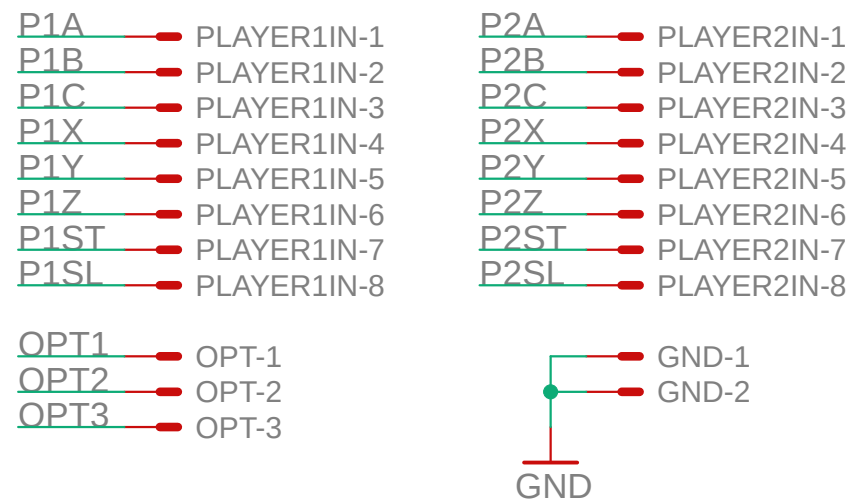 P1A PLAYER1IN-1 P2A PLAYER2IN-1
P1B PLAYER1IN-2 P2B PLAYER2IN-2
P1C PLAYER1IN-3 P2C PLAYER2IN-3
P1X PLAYER1IN-4 P2X PLAYER2IN-4
P1Y PLAYER1IN-5 P2Y PLAYER2IN-5
P1Z PLAYER1IN-6 P2Z PLAYER2IN-6
P1ST PLAYER1IN-7 P2ST PLAYER2IN-7
P1SL PLAYER1IN-8 P2SL PLAYER2IN-8
OPT1 OPT-1 GND-1
OPT2 OPT-2 GND-2
OPT3 OPT-3
GND